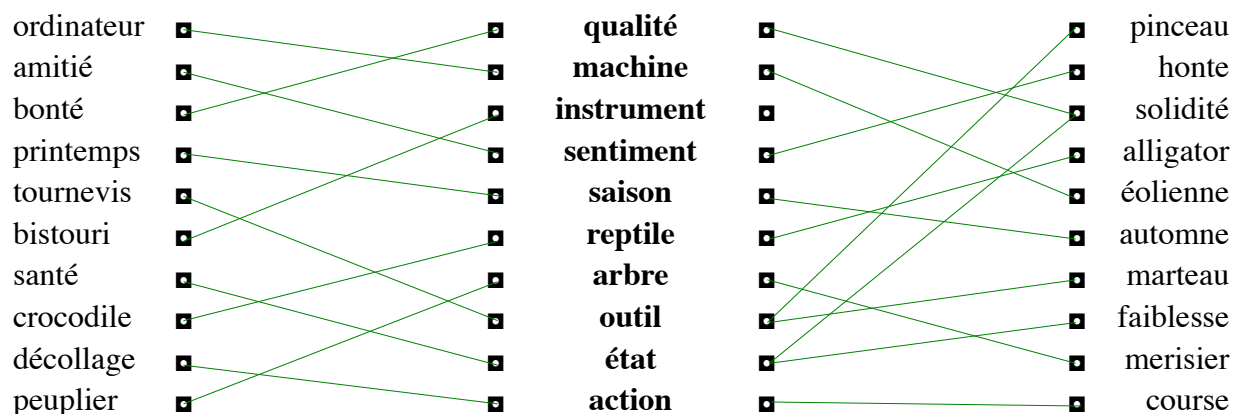 ordinateur qualité pinceau
amitié machine honte
bonté instrument solidité
printemps sentiment alligator
tournevis saison éolienne
bistouri reptile automne
santé arbre marteau
crocodile outil faiblesse
décollage état merisier
peuplier action course